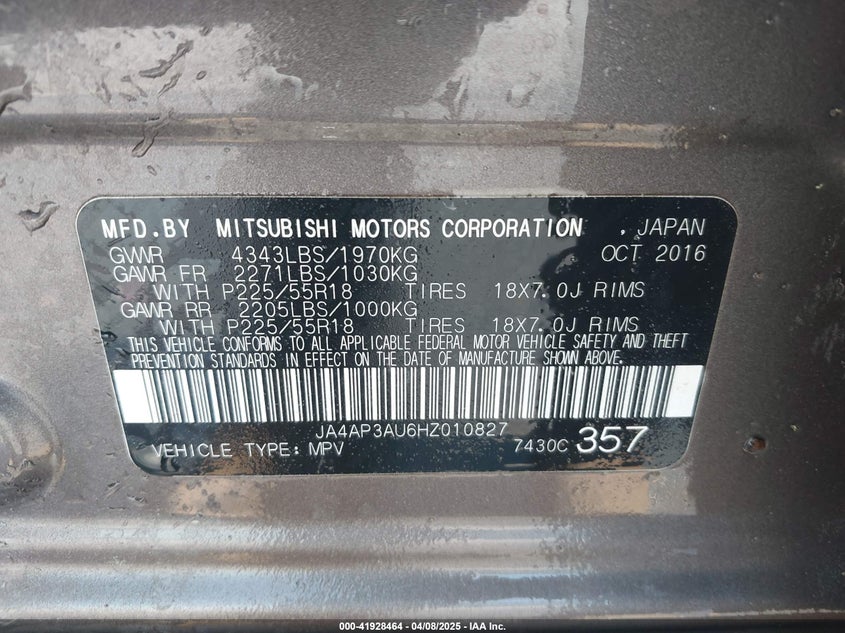 MFD.BY MITSUBISHI MOTORS CORPORATION , JAPAN
GVWR 4343LBS/1970KG OCT 2016
GAWR FR 2271LBS/1030KG
WITH P225/55R18 TIRES 18X7.0J RIMS
GAWR RR 2205LBS/1000KG
WITH P225/55R18 TIRES 18X7.0J RIMS
THIS VEHICLE CONFORMS TO ALL APPLICABLE FEDERAL MOTOR VEHICLE SAFETY AND THEFT
PREVENTION STANDARDS IN EFFECT ON THE DATE OF MANUFACTURE SHOWN ABOVE.
JA4AP3AU6HZ010827
VEHICLE TYPE: MPV 7430C 357
000-41928464 - 04/08/2025 - IAA Inc.